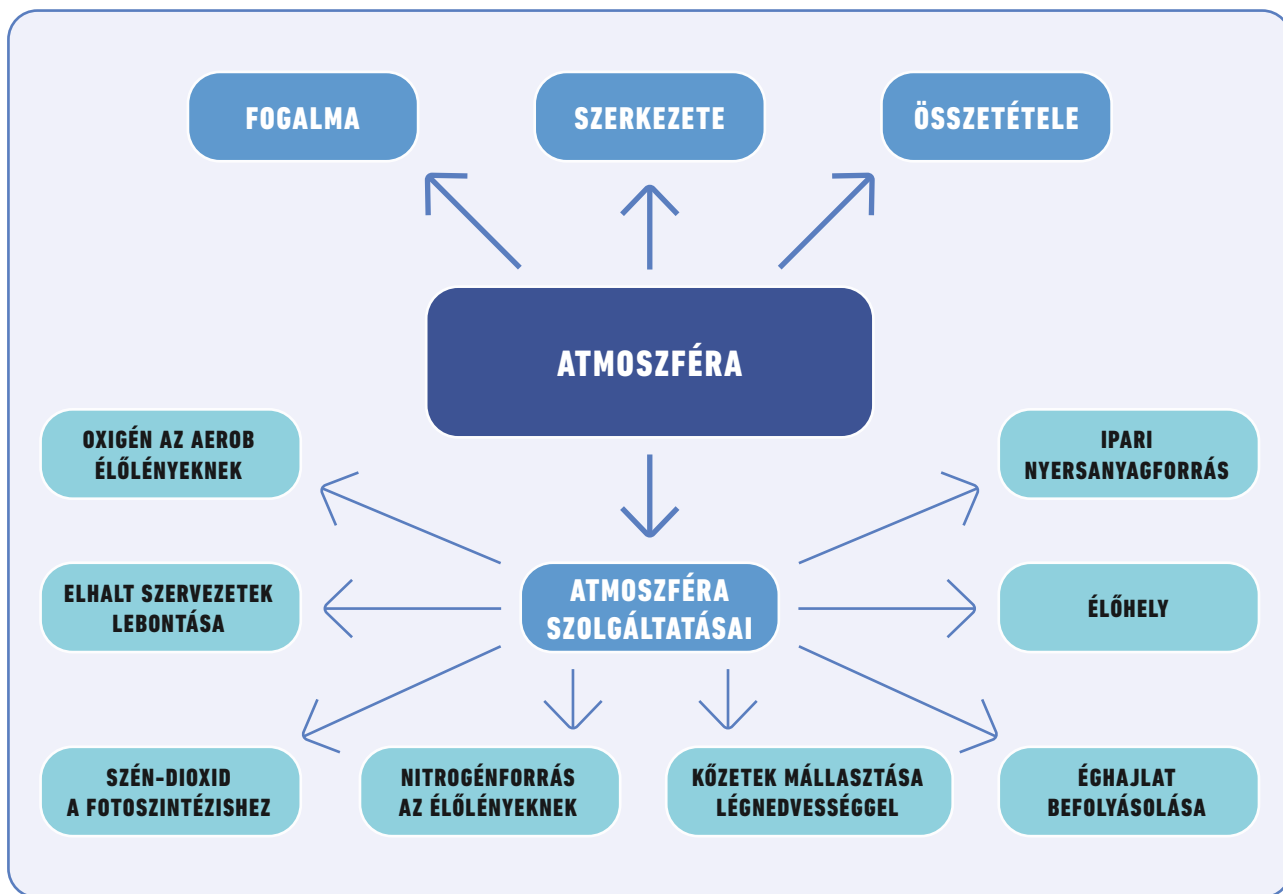 FOGALMA
SZERKEZETE
ÖSSZETÉTELE
ATMOSZFÉRA
OXIGÉN AZ AEROB
ÉLŐLÉNYEKNEK
IPARI
NYERSANYAGFORRÁS
ELHALT SZERVEZETEK
LEBONTÁSA
ATMOSZFÉRA
SZOLGÁLTATÁSAI
ÉLŐHELY
SZÉN-DIOXID
A FOTOSZINTÉZISHEZ
NITROGÉNFORRÁS
AZ ÉLŐLÉNYEKNEK
KŐZETEK MÁLLASZTÁSA
LÉGNEDVESSÉGGEL
ÉGHAJLAT
BEFOLYÁSOLÁSA